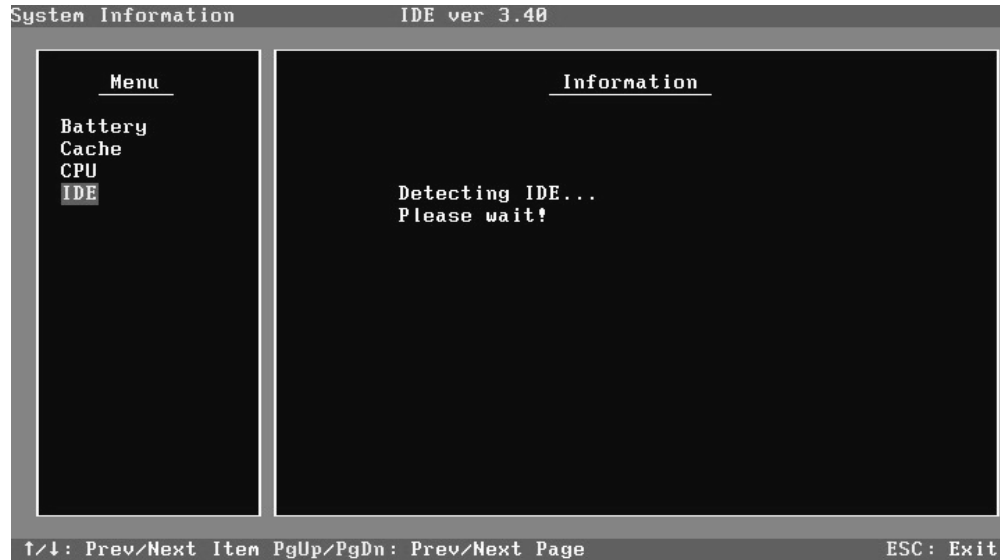 System Information IDE ver 3.40
Menu
Battery
Cache
CPU
IDE
Information
Detecting IDE...
Please wait!
↑/↓: Prev/Next Item PgUp/PgDn: Prev/Next Page ESC: Exit